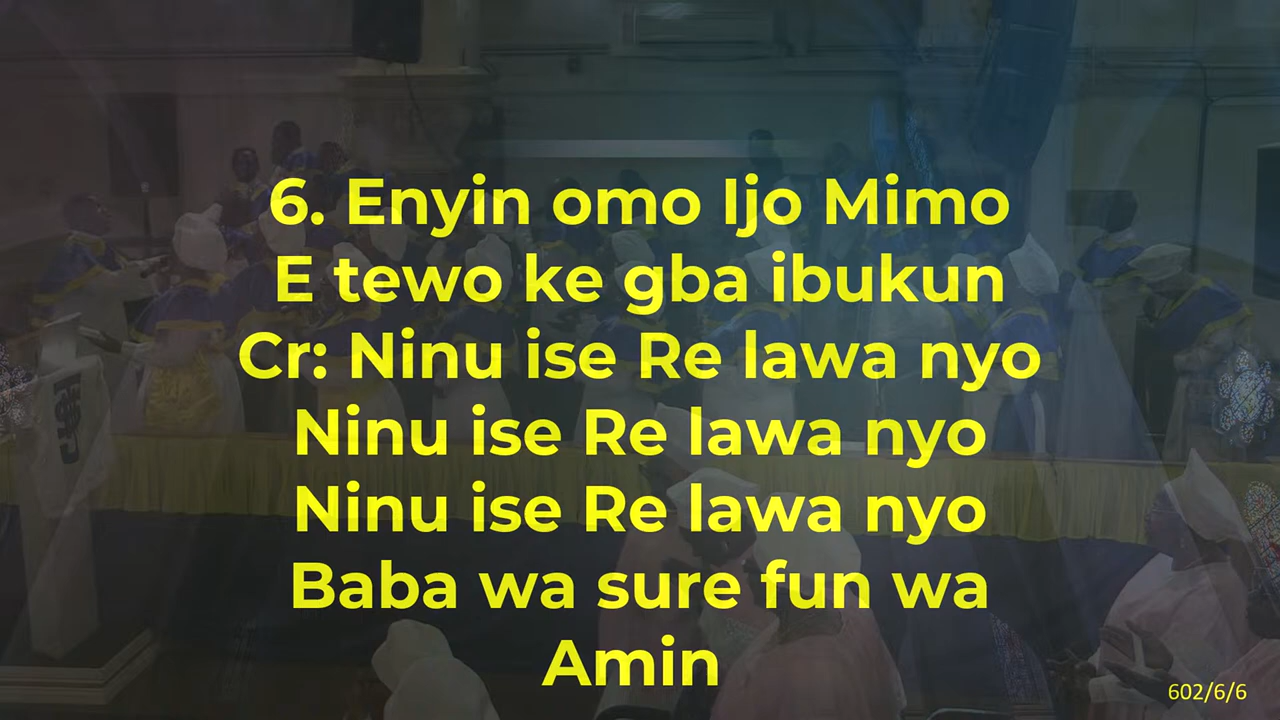 6. Enyin omo Ijo Mimo
E tewo ke gba ibukun
Cr: Ninu ise Re lawa nyo
Ninu ise Re lawa nyo
Ninu ise Re lawa nyo
Baba wa sure fun wa
Amin
602/6/6